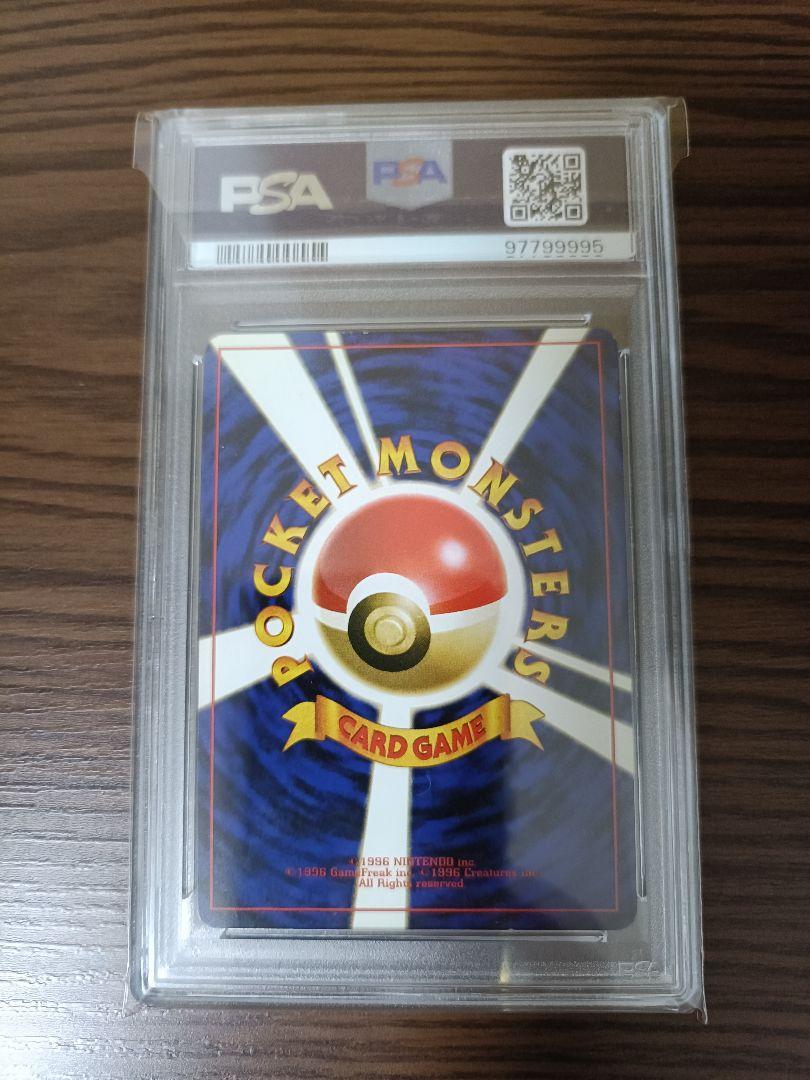 PSA
PSA
97799995
POCKET MONSTERS
CARD GAME
©1996 NINTENDO inc.
©1996 GameFreak inc. ©1996 Creatures inc.
All Rights reserved
PSA